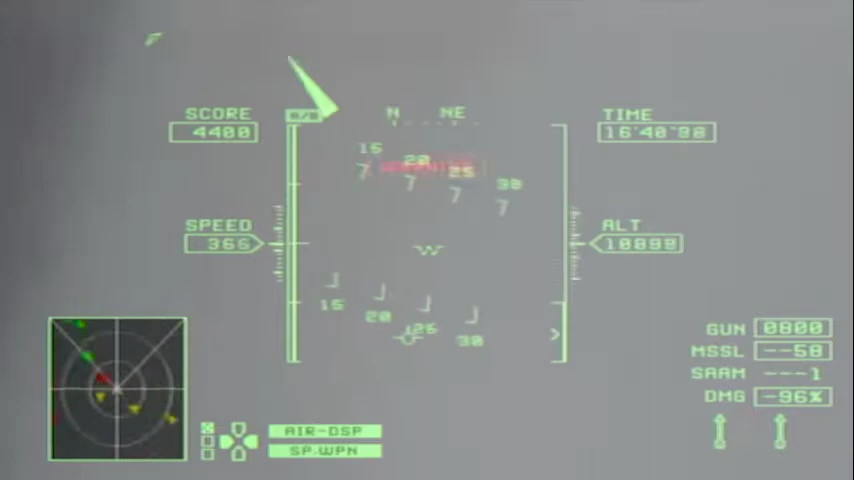 N NE
SCORE
4400
TIME
16'40"98
15 20 25 30
SPEED
366
ALT
10899
15 20 25 30
GUN 0800
MSSL --58
SAAM ---1
DMG -96%
AIR-DSP
SP.WPN